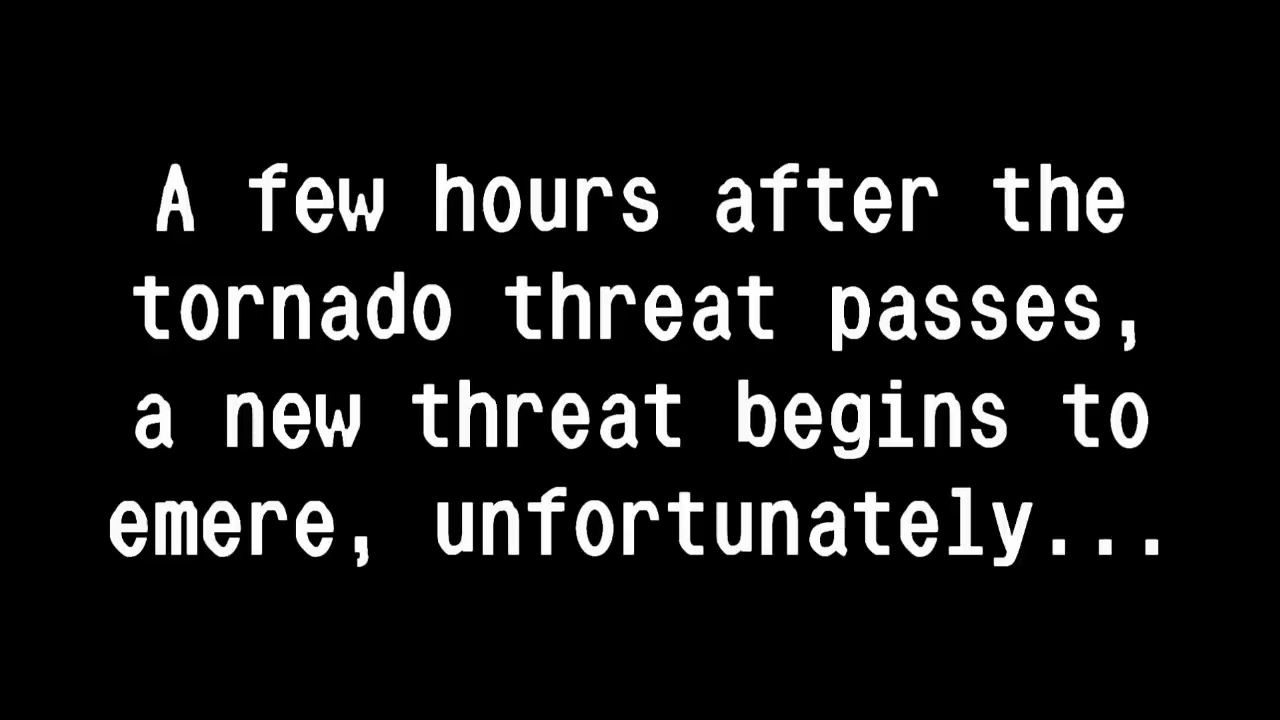 A few hours after the
tornado threat passes,
a new threat begins to
emere, unfortunately...